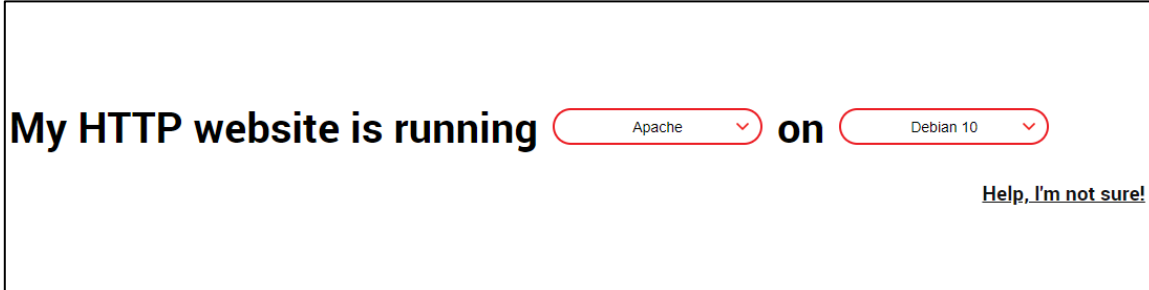 My HTTP website is running Apache on Debian 10
Help, I'm not sure!